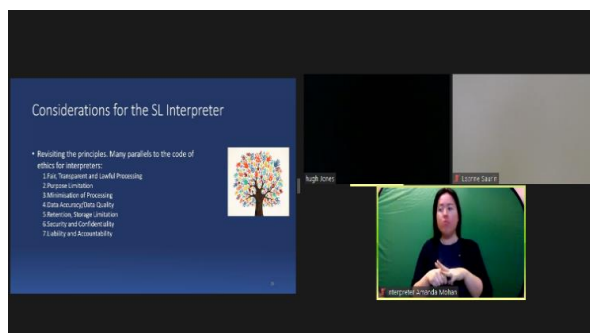 Considerations for the SL Interpreter
• Revisiting the principles. Many parallels to the code of
ethics for interpreters:
1.Fair, Transparent and Lawful Processing
2.Purpose Limitation
3.Minimisation of Processing
4.Data Accuracy/Data Quality
5.Retention, Storage Limitation
6.Security and Confidentiality
7.Liability and Accountability
hugh Jones
Leonne Saarin
Interpreter Amanda Mohan